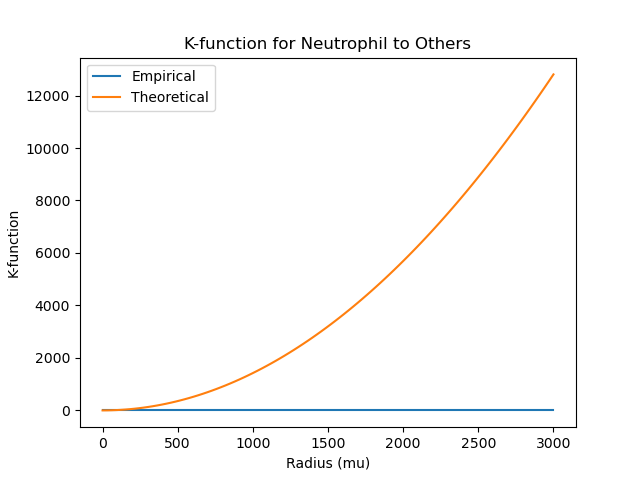 K-function for Neutrophil to Others
Empirical
Theoretical
12000
10000
8000
6000
4000
2000
0
K-function
0 500 1000 1500 2000 2500 3000
Radius (mu)